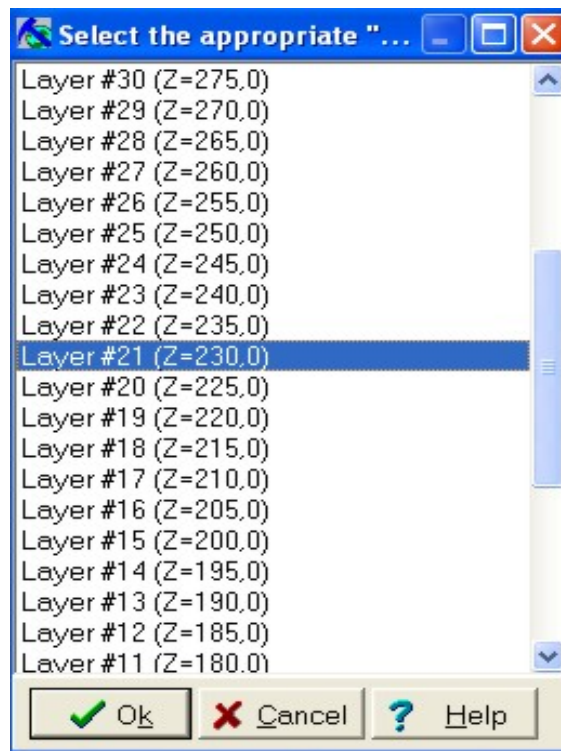 Select the appropriate "...
Layer #30 (Z=275,0)
Layer #29 (Z=270,0)
Layer #28 (Z=265,0)
Layer #27 (Z=260,0)
Layer #26 (Z=255,0)
Layer #25 (Z=250,0)
Layer #24 (Z=245,0)
Layer #23 (Z=240,0)
Layer #22 (Z=235,0)
Layer #21 (Z=230,0)
Layer #20 (Z=225,0)
Layer #19 (Z=220,0)
Layer #18 (Z=215,0)
Layer #17 (Z=210,0)
Layer #16 (Z=205,0)
Layer #15 (Z=200,0)
Layer #14 (Z=195,0)
Layer #13 (Z=190,0)
Layer #12 (Z=185,0)
Layer #11 (Z=180,0)
Ok Cancel Help